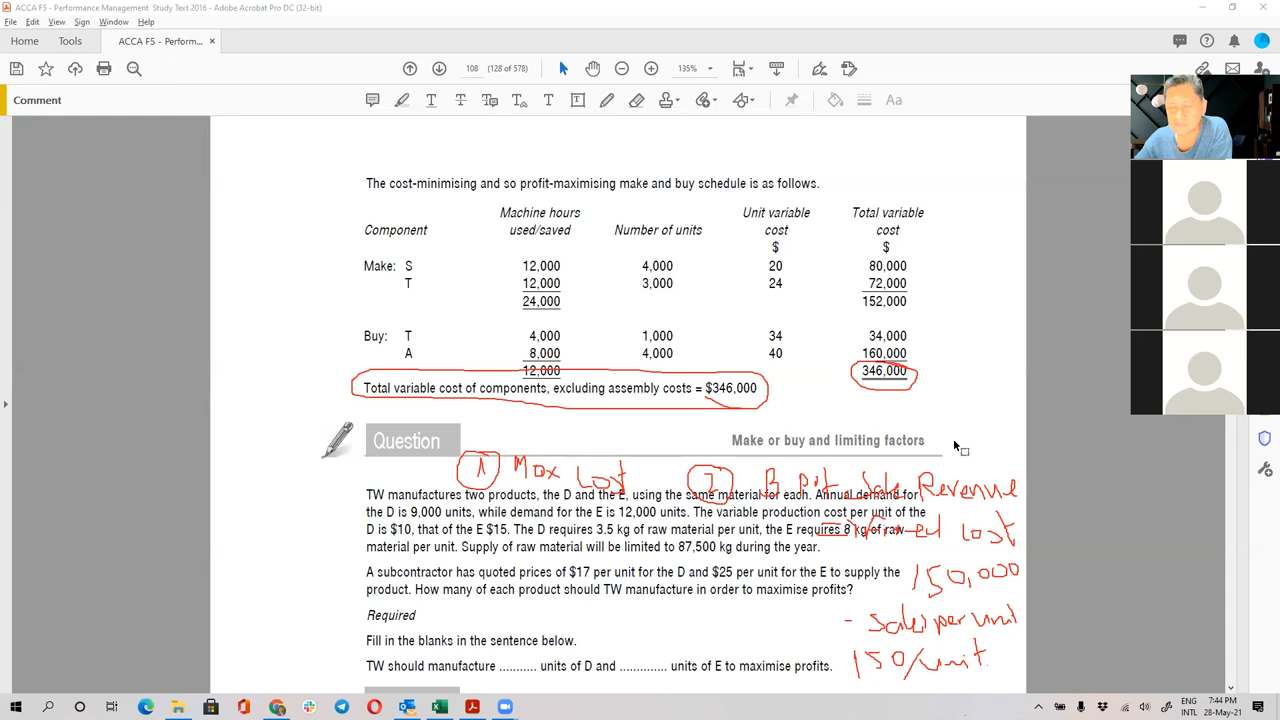 ACCA F5 - Performance Management Study Text 2016 - Adobe Acrobat Pro DC (32-bit)
File Edit View Sign Window Help
Home Tools ACCA F5 - Perform... ×
108 (128 of 578) 135%
Comment
The cost-minimising and so profit-maximising make and buy schedule is as follows.
Machine hours Unit variable Total variable
Component used/saved Number of units cost cost
$ $
Make: S 12,000 4,000 20 80,000
T 12,000 3,000 24 72,000
24,000 152,000
Buy: T 4,000 1,000 34 34,000
A 8,000 4,000 40 160,000
12,000 346,000
Total variable cost of components, excluding assembly costs = $346,000
Question Make or buy and limiting factors
1 Max Cost 2 B pot Sale Revenue
TW manufactures two products, the D and the E, using the same material for each. Annual demand for
the D is 9,000 units, while demand for the E is 12,000 units. The variable production cost per unit of the
D is $10, that of the E $15. The D requires 3.5 kg of raw material per unit, the E requires 8 kg of raw
material per unit. Supply of raw material will be limited to 87,500 kg during the year.
cost
150,000
A subcontractor has quoted prices of $17 per unit for the D and $25 per unit for the E to supply the
product. How many of each product should TW manufacture in order to maximise profits?
Required
- sales per unit
Fill in the blanks in the sentence below.
150/unit.
TW should manufacture ........... units of D and ............. units of E to maximise profits.
ENG
INTL
7:44 PM
28-May-21